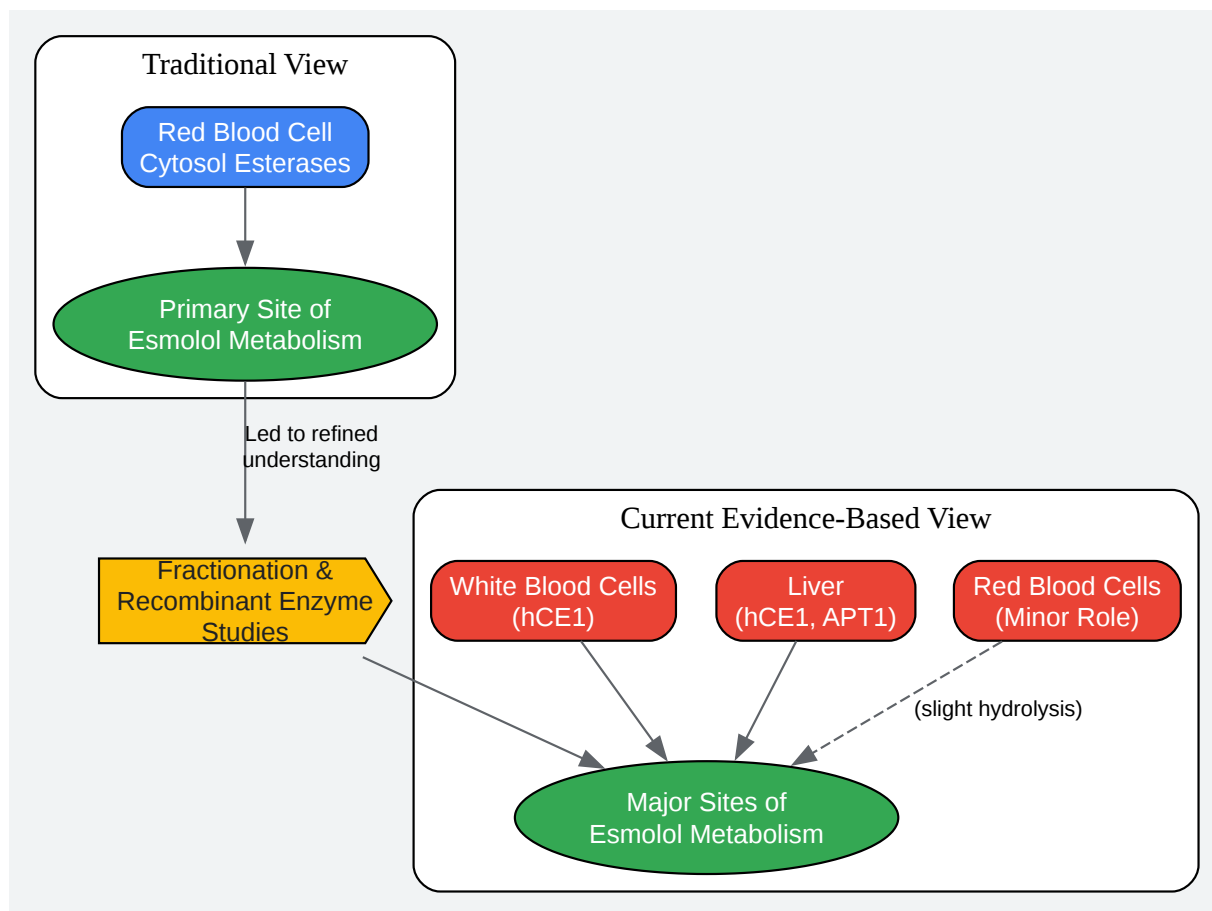 Traditional View
Red Blood Cell
Cytosol Esterases
Primary Site of
Esmolol Metabolism
Led to refined
understanding
Fractionation &
Recombinant Enzyme
Studies
Current Evidence-Based View
White Blood Cells
(hCE1)
Liver
(hCE1, APT1)
Red Blood Cells
(Minor Role)
(slight hydrolysis)
Major Sites of
Esmolol Metabolism